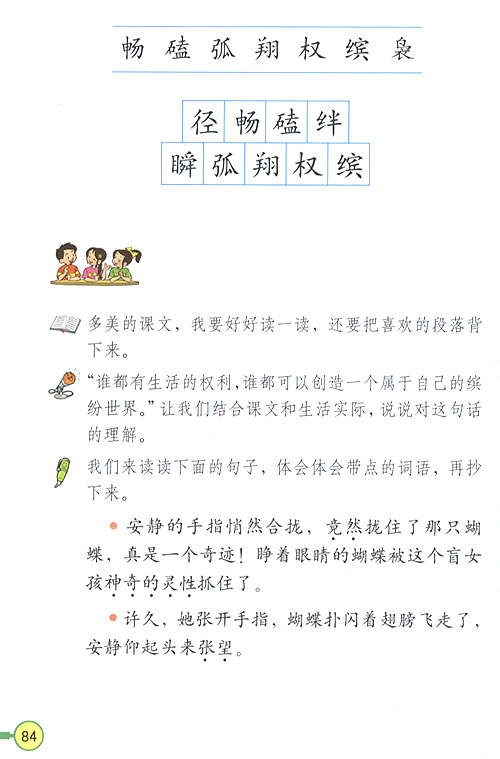 畅 磕 弧 翔 权 缤 袅
径畅磕绊
瞬弧翔权缤
多美的课文，我要好好读一读，还要把喜欢的段落背
下来。
“谁都有生活的权利，谁都可以创造一个属于自己的缤
纷世界。”让我们结合课文和生活实际，说说对这句话
的理解。
我们来读读下面的句子，体会体会带点的词语，再抄
下来。
● 安静的手指悄然合拢，竟然拢住了那只蝴
蝶，真是一个奇迹！睁着眼睛的蝴蝶被这个盲女
孩神奇的灵性抓住了。
● 许久，她张开手指，蝴蝶扑闪着翅膀飞走了，
安静仰起头来张望。
84